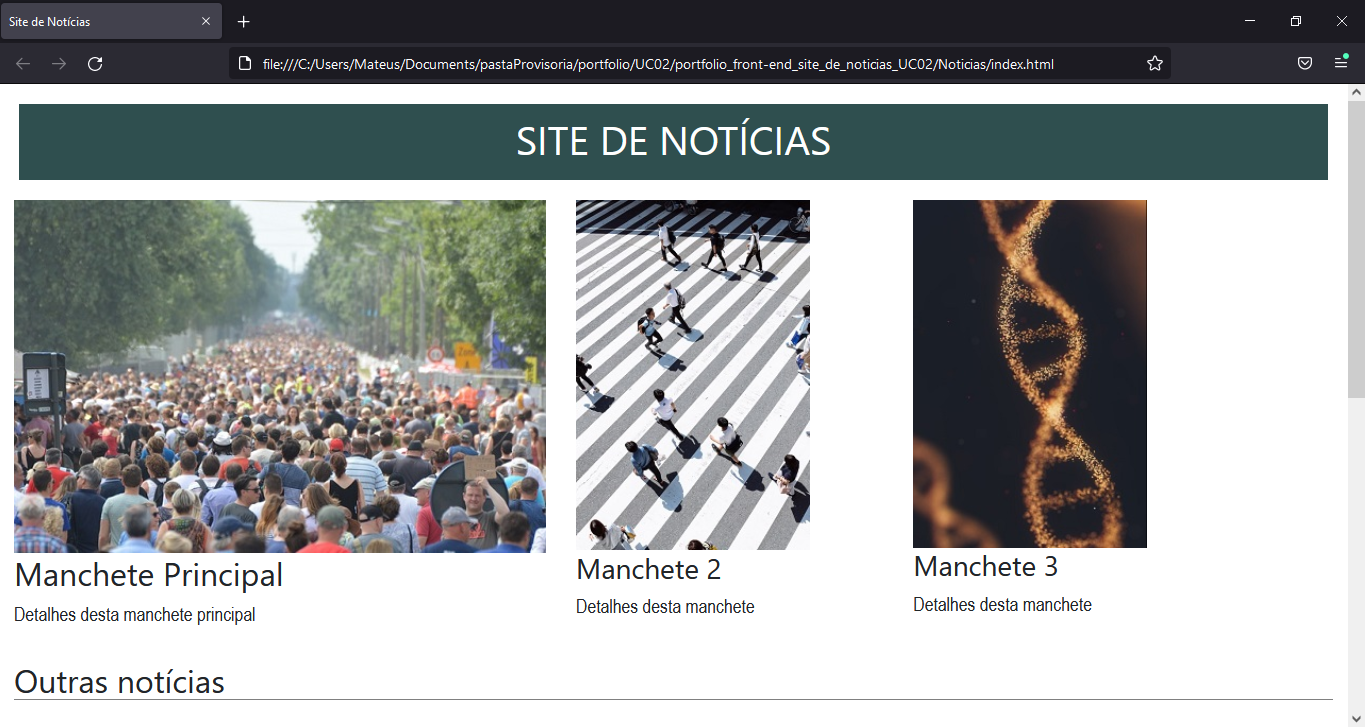 Site de Notícias
file:///C:/Users/Mateus/Documents/pastaProvisoria/portfolio/UC02/portfolio_front-end_site_de_noticias_UC02/Noticias/index.html
SITE DE NOTÍCIAS
Manchete Principal
Detalhes desta manchete principal
Manchete 2
Detalhes desta manchete
Manchete 3
Detalhes desta manchete
Outras notícias